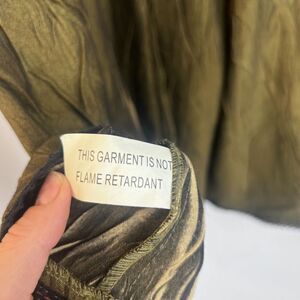 THIS GARMENT IS NOT
FLAME RETARDANT